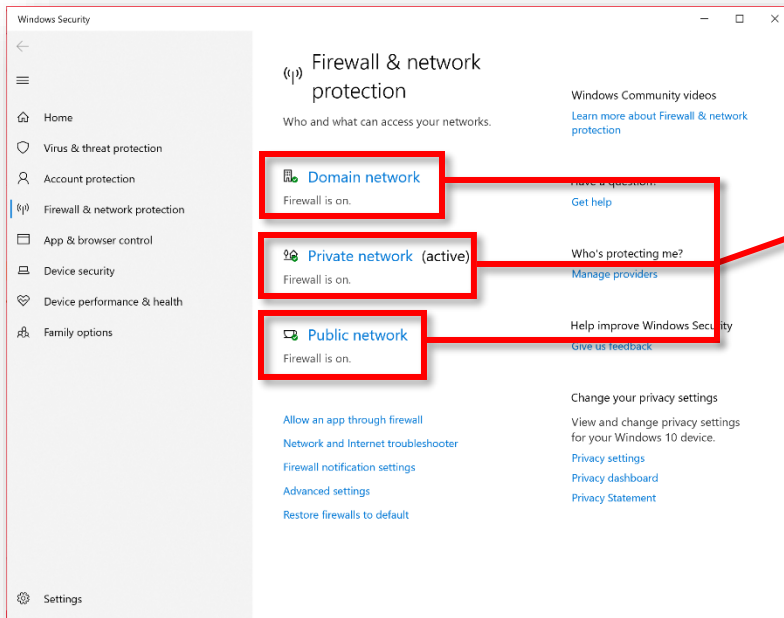 Windows Security
Home
Virus & threat protection
Account protection
Firewall & network protection
App & browser control
Device security
Device performance & health
Family options
Settings
Firewall & network
protection
Who and what can access your networks.
Domain network
Firewall is on.
Private network (active)
Firewall is on.
Public network
Firewall is on.
Allow an app through firewall
Network and Internet troubleshooter
Firewall notification settings
Advanced settings
Restore firewalls to default
Windows Community videos
Learn more about Firewall & network
protection
Have a question?
Get help
Who's protecting me?
Manage providers
Help improve Windows Security
Give us feedback
Change your privacy settings
View and change privacy settings
for your Windows 10 device.
Privacy settings
Privacy dashboard
Privacy Statement